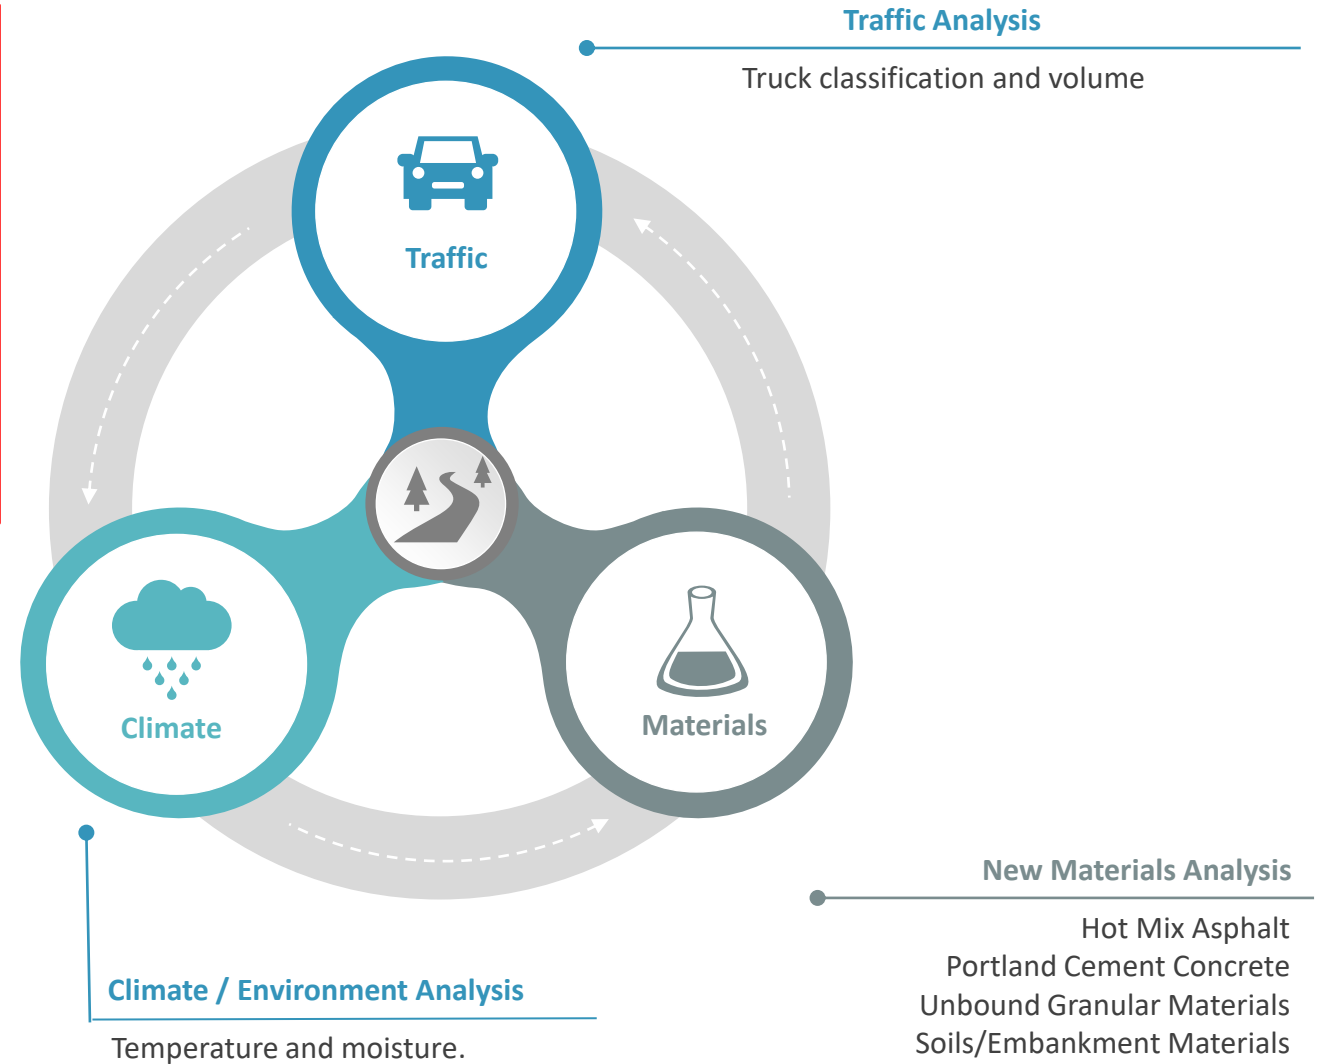 Traffic Analysis
Truck classification and volume
Traffic
Climate
Materials
New Materials Analysis
Hot Mix Asphalt
Portland Cement Concrete
Unbound Granular Materials
Soils/Embankment Materials
Climate / Environment Analysis
Temperature and moisture.